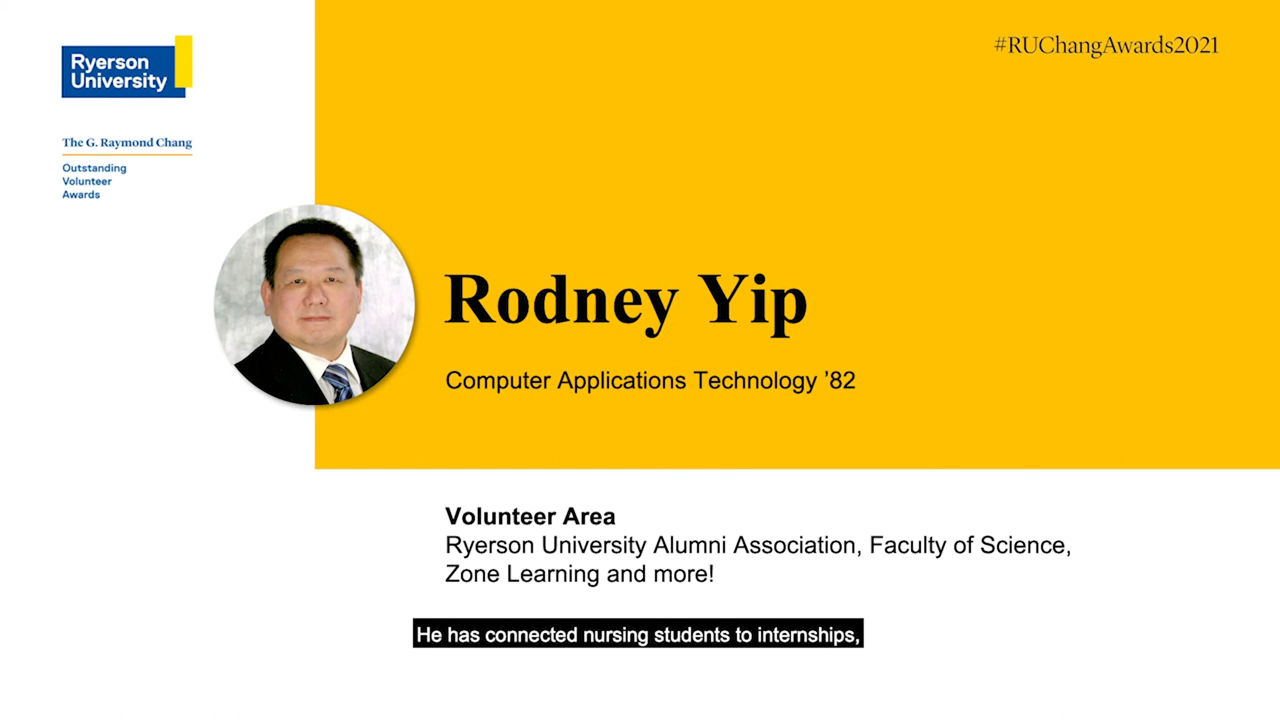 Ryerson
University
#RUChangAwards2021
The G. Raymond Chang
Outstanding
Volunteer
Awards
Rodney Yip
Computer Applications Technology ’82
Volunteer Area
Ryerson University Alumni Association, Faculty of Science,
Zone Learning and more!
He has connected nursing students to internships,